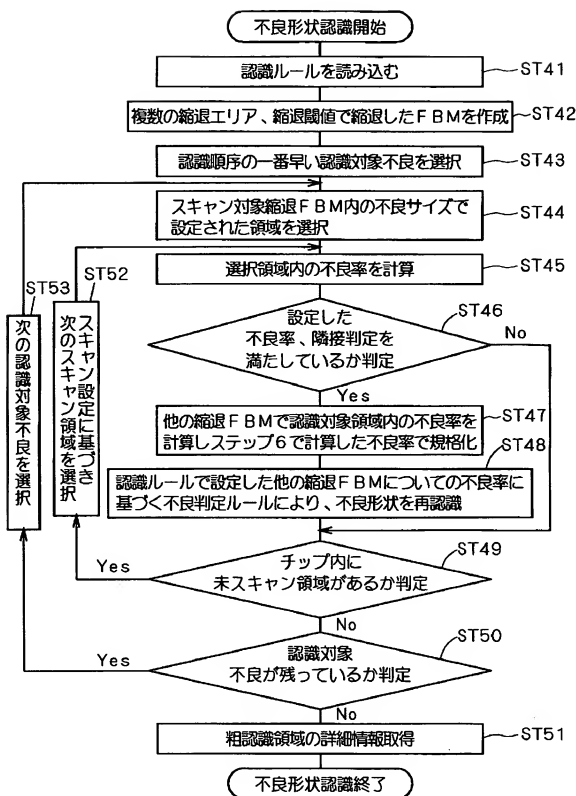 不良形状認識開始
認識ルールを読み込む
ST41
複数の縮退エリア、縮退閾値で縮退したFBMを作成
ST42
認識順序の一番早い認識対象不良を選択
ST43
スキャン対象縮退FBM内の不良サイズで
設定された領域を選択
ST44
選択領域内の不良率を計算
ST45
設定した
不良率、隣接判定を
満たしているか判定
ST46
No
Yes
他の縮退FBMで認識対象領域内の不良率を
計算しステップ6で計算した不良率で規格化
ST47
認識ルールで設定した他の縮退FBMについての不良率に
基づく不良判定ルールにより、不良形状を再認識
ST48
チップ内に
未スキャン領域があるか判定
ST49
Yes
No
スキャン設定に基づき
次のスキャン領域を選択
ST52
認識対象
不良が残っているか判定
ST50
Yes
No
次の認識対象不良を選択
ST53
粗認識領域の詳細情報取得
ST51
不良形状認識終了